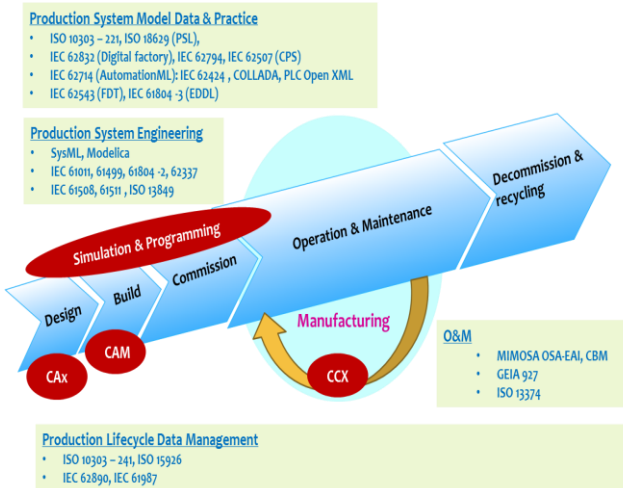 Production System Model Data & Practice
• ISO 10303 – 221, ISO 18629 (PSL),
• IEC 62832 (Digital factory), IEC 62794, IEC 62507 (CPS)
• IEC 62714 (AutomationML): IEC 62424 , COLLADA, PLC Open XML
• IEC 62543 (FDT), IEC 61804 -3 (EDDL)
Production System Engineering
• SysML, Modelica
• IEC 61011, 61499, 61804 -2, 62337
• IEC 61508, 61511 , ISO 13849
Simulation & Programming
Design
Build
Commission
Operation & Maintenance
Decommission &
recycling
CAx
CAM
Manufacturing
CCX
O&M
• MIMOSA OSA-EAI, CBM
• GEIA 927
• ISO 13374
Production Lifecycle Data Management
• ISO 10303 – 241, ISO 15926
• IEC 62890, IEC 61987